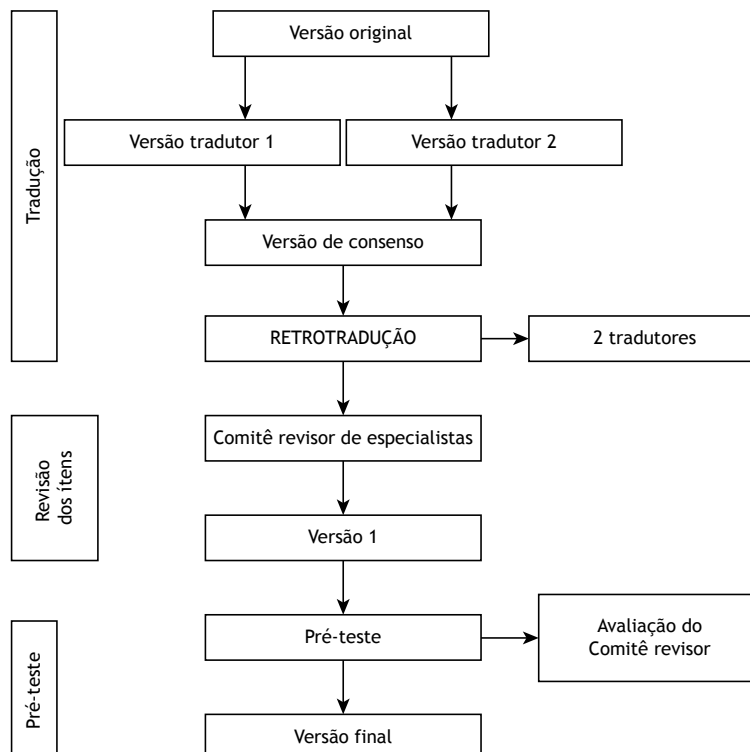 Tradução
Versão original
Versão tradutor 1
Versão tradutor 2
Versão de consenso
RETROTRADUÇÃO
2 tradutores
Revisão
dos ítens
Comitê revisor de especialistas
Versão 1
Pré-teste
Pré-teste
Avaliação do
Comitê revisor
Versão final